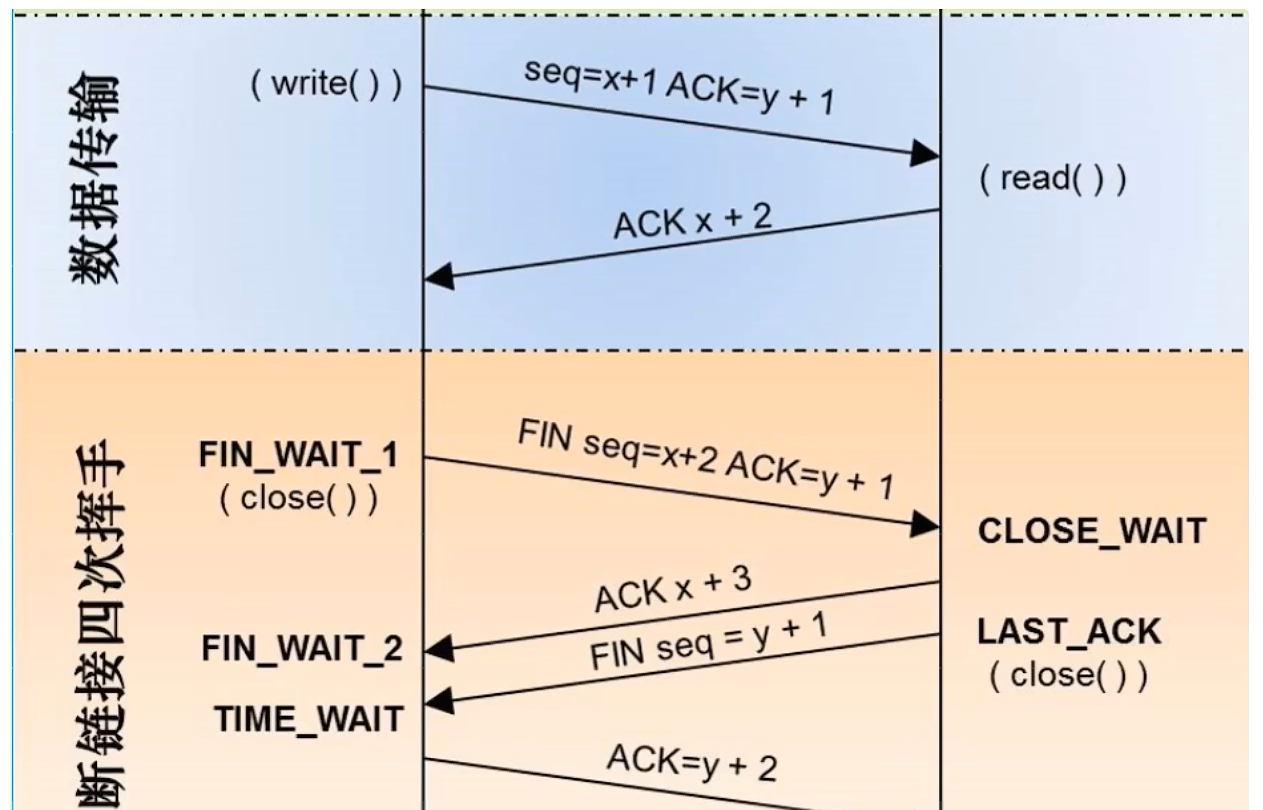 数据传输
( write( ) )
seq=x+1 ACK=y + 1
( read( ) )
ACK x + 2
断链接四次挥手
FIN_WAIT_1
( close( ) )
FIN seq=x+2 ACK=y + 1
CLOSE_WAIT
ACK x + 3
FIN_WAIT_2
FIN seq = y + 1
LAST_ACK
( close( ) )
TIME_WAIT
ACK=y + 2